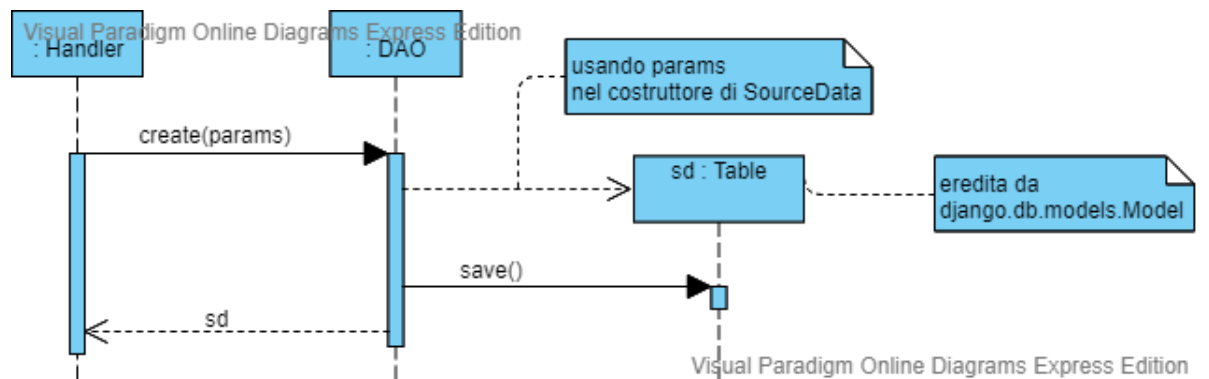 Visual Paradigm Online Diagrams Express Edition
: Handler
: DAO
usando params
nel costruttore di SourceData
create(params)
sd : Table
eredita da
django.db.models.Model
save()
sd
Visual Paradigm Online Diagrams Express Edition